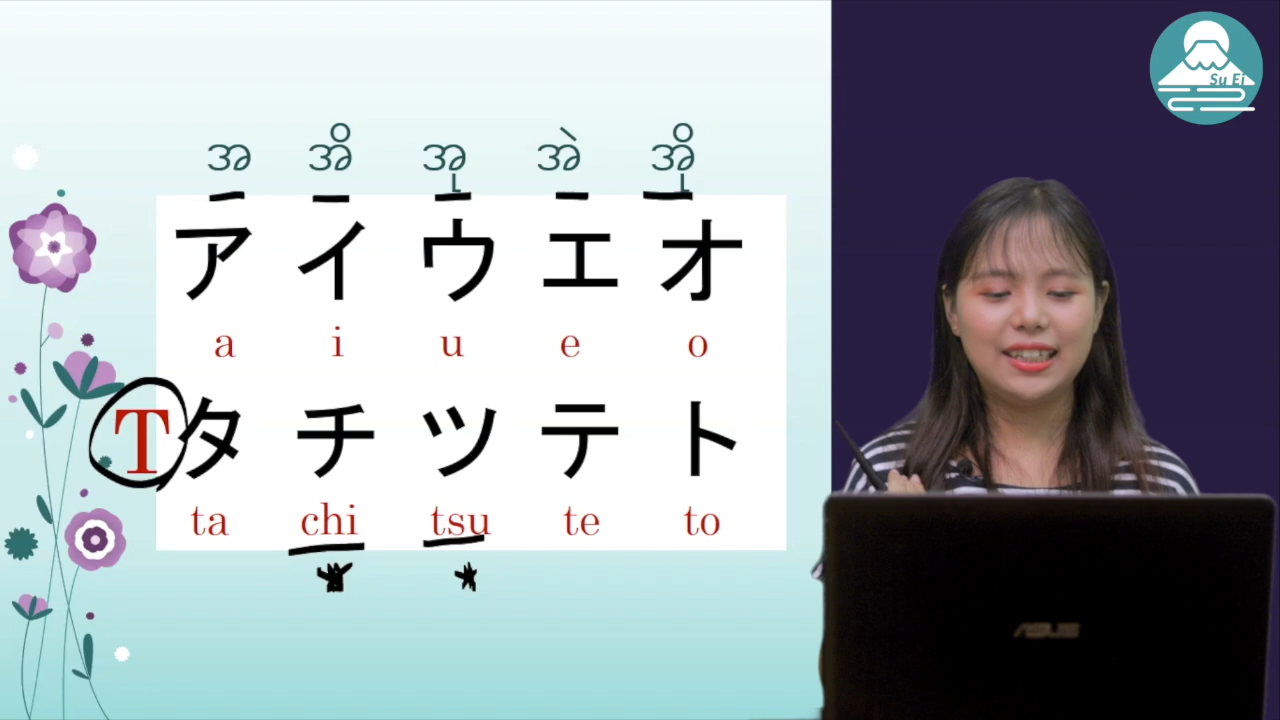 အ အိ အု အဲ အို
ア イ ウ エ オ
a i u e o
T タ チ ツ テ ト
ta chi tsu te to
Su Ei
ASUS